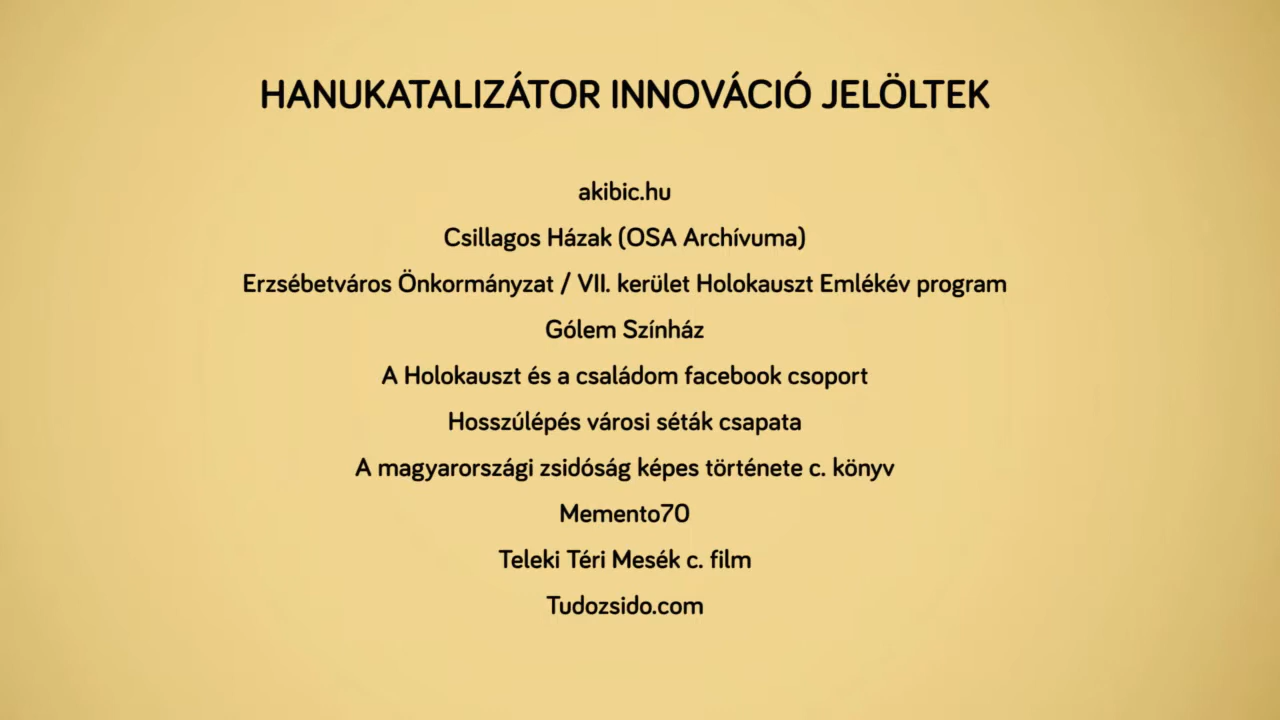 HANUKATALIZÁTOR INNOVÁCIÓ JELÖLTEK
akibic.hu
Csillagos Házak (OSA Archívuma)
Erzsébetváros Önkormányzat / VII. kerület Holokauszt Emlékév program
Gólem Színház
A Holokauszt és a családom facebook csoport
Hosszúlépés városi séták csapata
A magyarországi zsidóság képes története c. könyv
Memento70
Teleki Téri Mesék c. film
Tudozsido.com